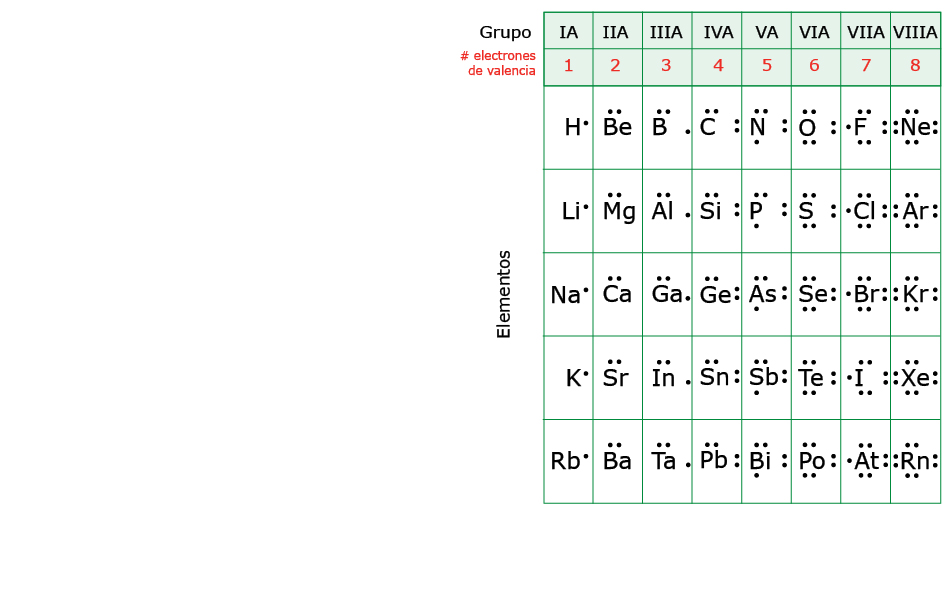 Grupo IA IIA IIIA IVA VA VIA VIIA VIIIA
# electrones
de valencia 1 2 3 4 5 6 7 8
H Be B C N O F Ne
Li Mg Al Si P S Cl Ar
Elementos
Na Ca Ga Ge As Se Br Kr
K Sr In Sn Sb Te I Xe
Rb Ba Ta Pb Bi Po At Rn